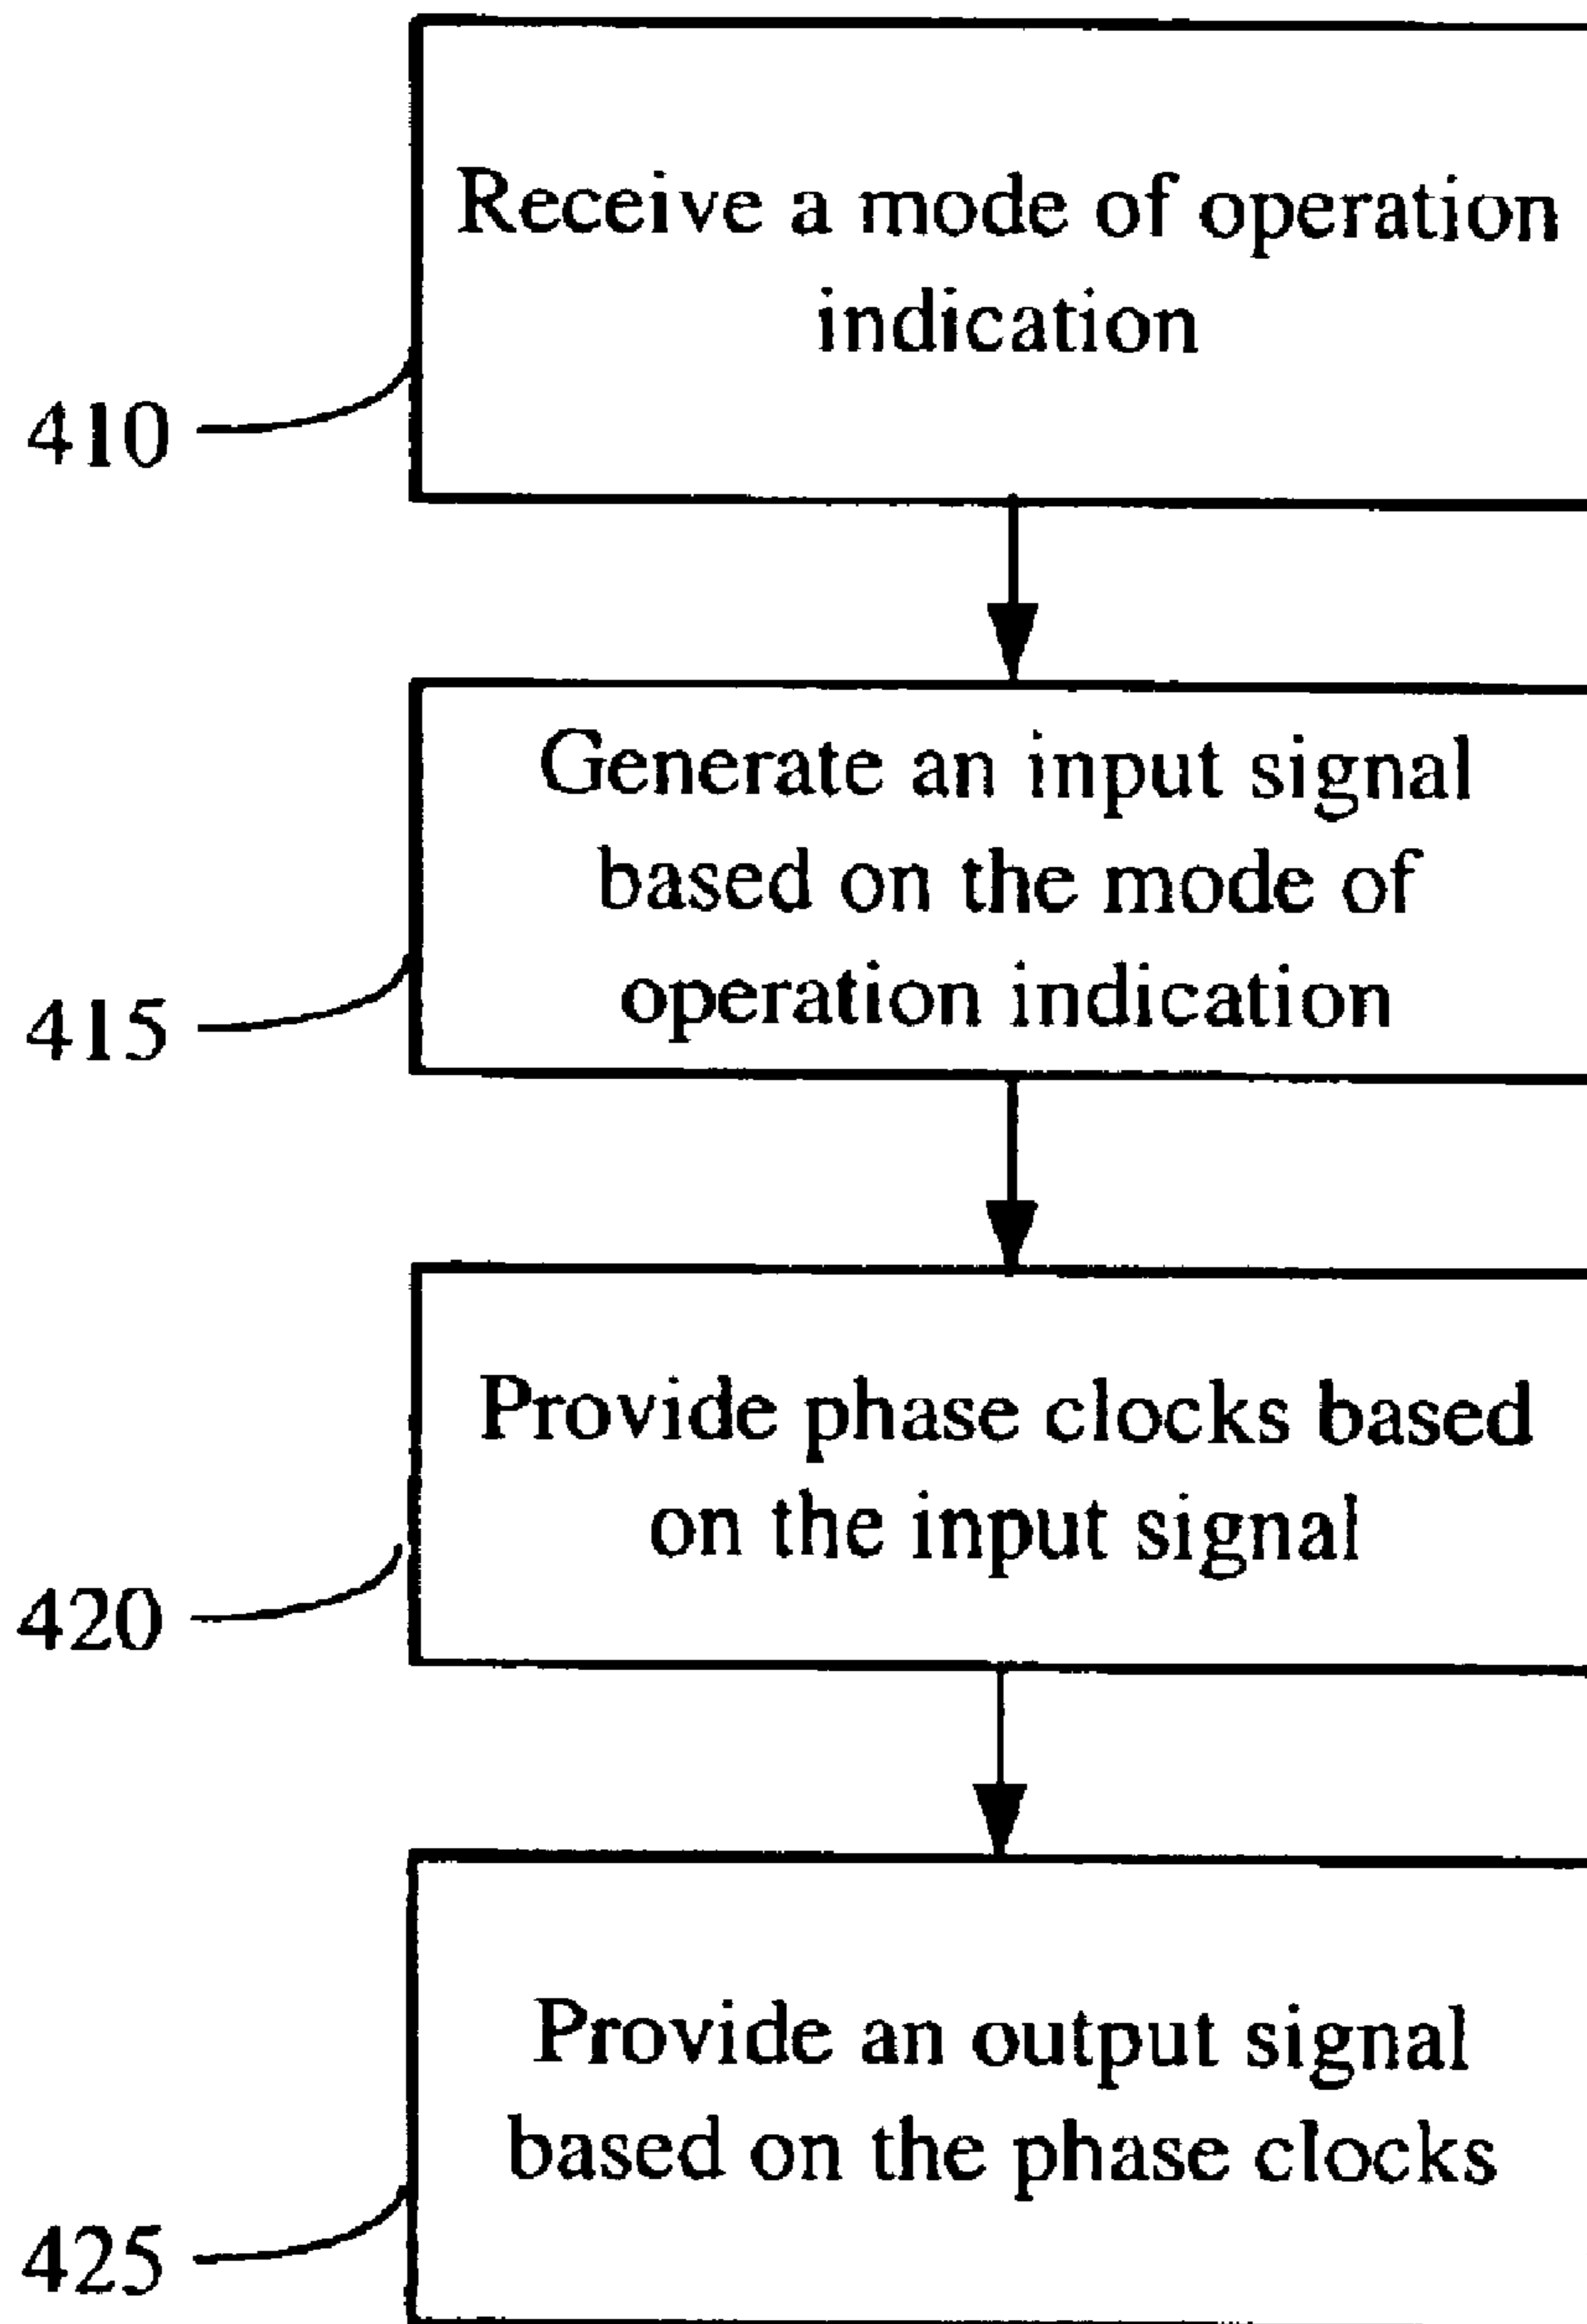 Receive a mode of operation
indication
410
Generate an input signal
based on the mode of
operation indication
415
Provide phase clocks based
on the input signal
420
Provide an output signal
based on the phase clocks
425